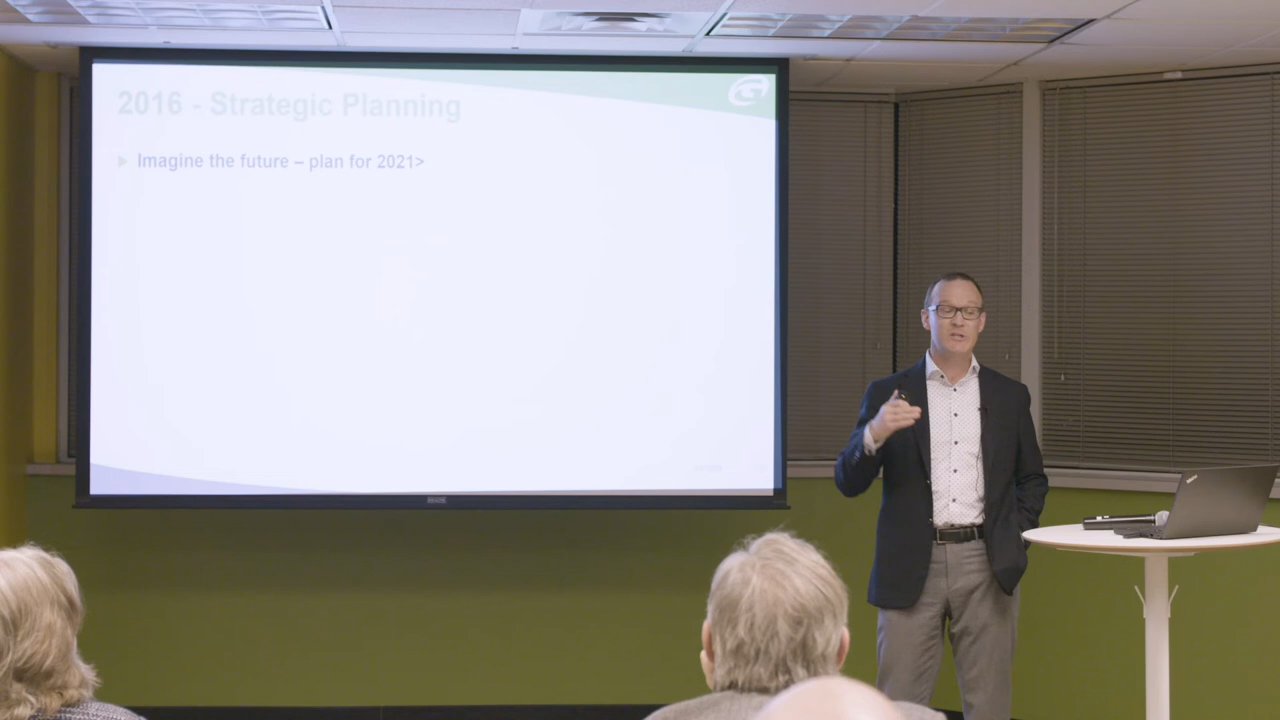 2016 - Strategic Planning
Imagine the future – plan for 2021>